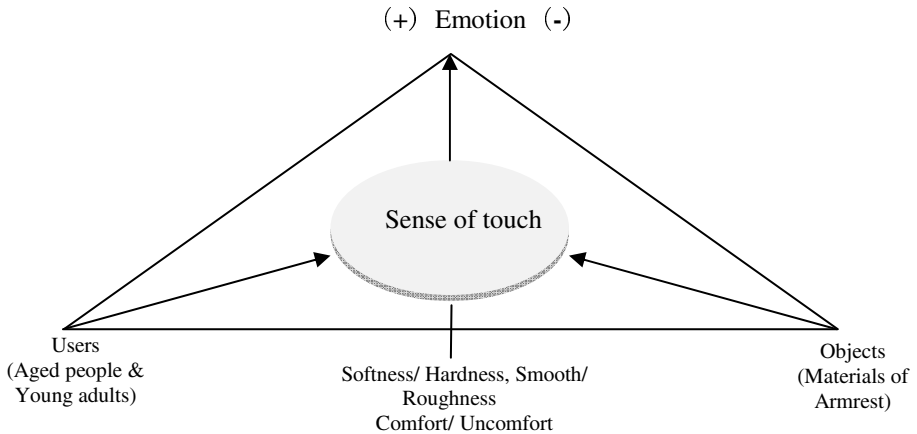 (+) Emotion (-)
Sense of touch
Users
(Aged people &
Young adults)
Softness/ Hardness, Smooth/
Roughness
Comfort/ Uncomfort
Objects
(Materials of
Armrest)